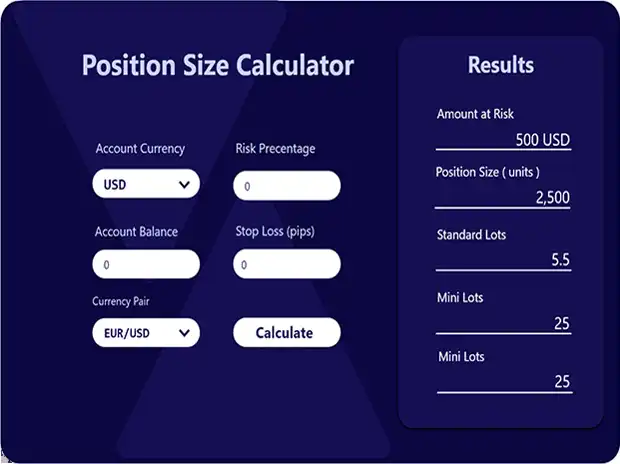 Position Size Calculator
Account Currency
Risk Precentage
USD
0
Account Balance
Stop Loss (pips)
0
0
Currency Pair
EUR/USD
Calculate
Results
Amount at Risk
500 USD
Position Size ( units )
2,500
Standard Lots
5.5
Mini Lots
25
Mini Lots
25